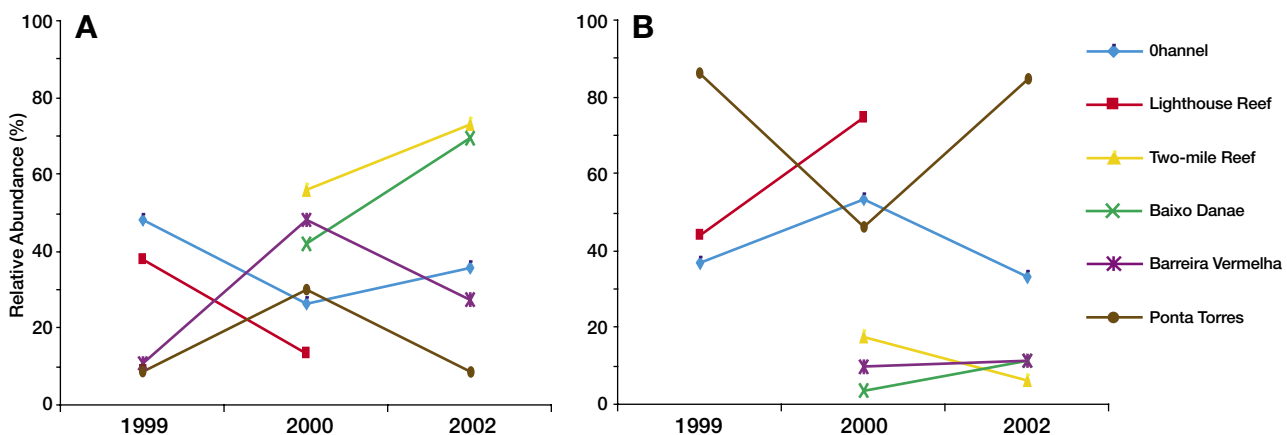 A
Relative Abundance (%)
100
80
60
40
20
0
1999 2000 2002
B
100
80
60
40
20
0
1999 2000 2002
0hannel
Lighthouse Reef
Two-mile Reef
Baixo Danae
Barreira Vermelha
Ponta Torres